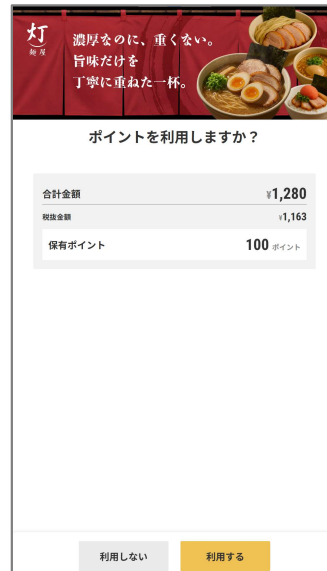 灯
麺屋
濃厚なのに、重くない。
旨味だけを
丁寧に重ねた一杯。
ポイントを利用しますか？
合計金額 ¥1,280
税抜金額 ¥1,163
保有ポイント 100 ポイント
利用しない 利用する